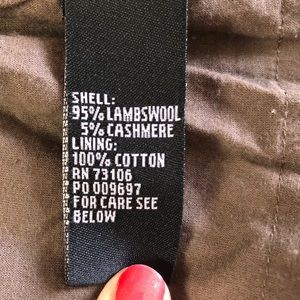 SHELL:
95% LAMBSWOOL
5% CASHMERE
LINING:
100% COTTON
RN 73106
PO 009697
FOR CARE SEE
BELOW